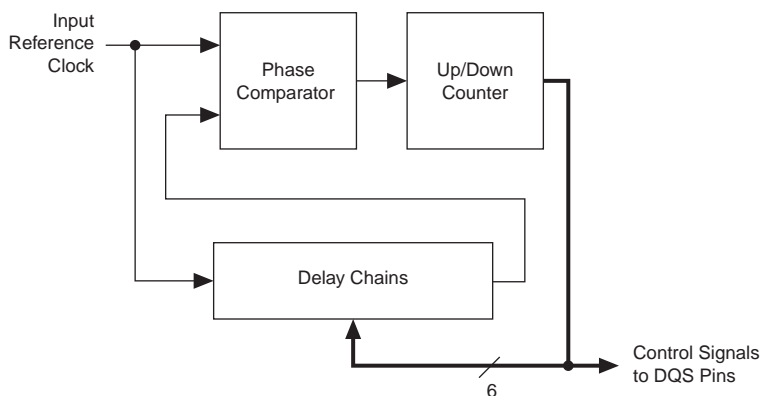 Input
Reference
Clock
Phase
Comparator
Up/Down
Counter
Delay Chains
6
Control Signals
to DQS Pins